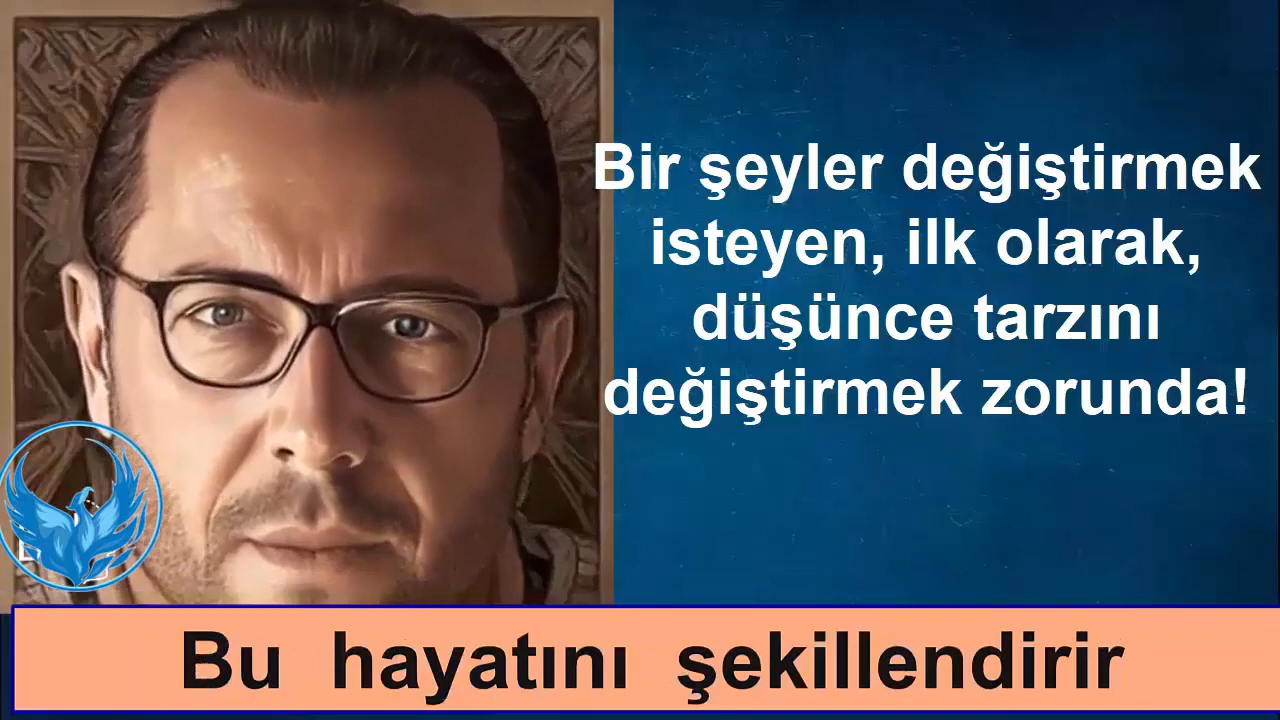 Bir şeyler değiştirmek
isteyen, ilk olarak,
düşünce tarzını
değiştirmek zorunda!
Bu hayatını şekillendirir